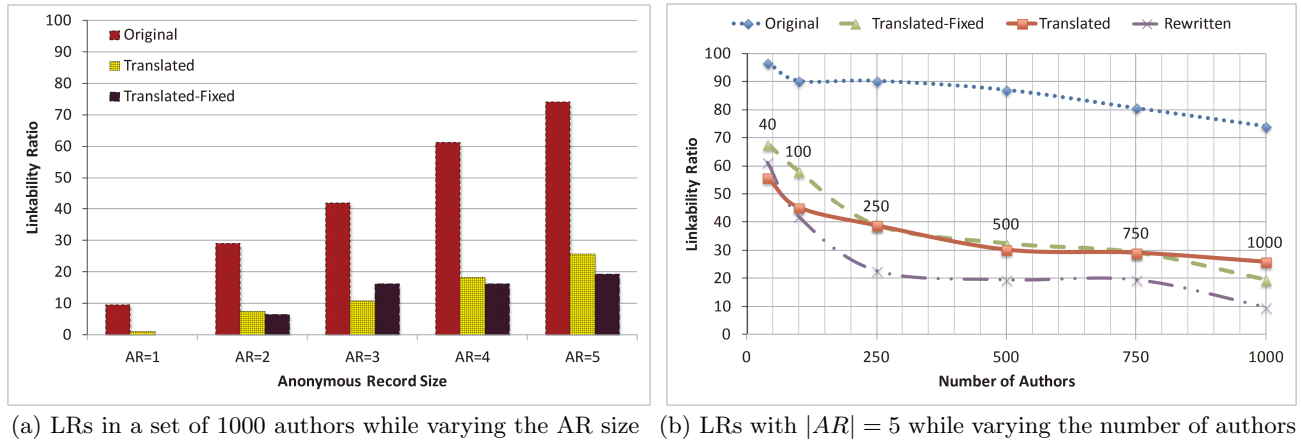 100
90
80
70
60
50
40
30
20
10
0
Linkability Ratio
Original
Translated
Translated-Fixed
AR=1 AR=2 AR=3 AR=4 AR=5
Anonymous Record Size
(a) LRs in a set of 1000 authors while varying the AR size
Original Translated-Fixed Translated Rewritten
100
90
80
70
60
50
40
30
20
10
0
Linkability Ratio
40
100
250
500
750
1000
0 250 500 750 1000
Number of Authors
(b) LRs with |AR| = 5 while varying the number of authors